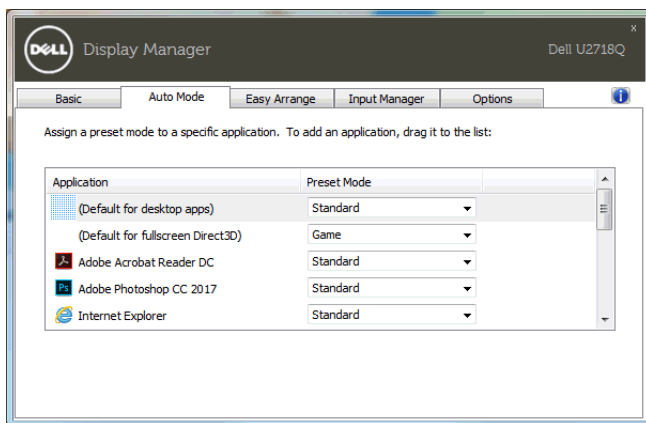 x
DELL Display Manager Dell U2718Q
Basic Auto Mode Easy Arrange Input Manager Options i
Assign a preset mode to a specific application. To add an application, drag it to the list:
Application Preset Mode
(Default for desktop apps) Standard
(Default for fullscreen Direct3D) Game
Adobe Acrobat Reader DC Standard
Ps Adobe Photoshop CC 2017 Standard
Internet Explorer Standard